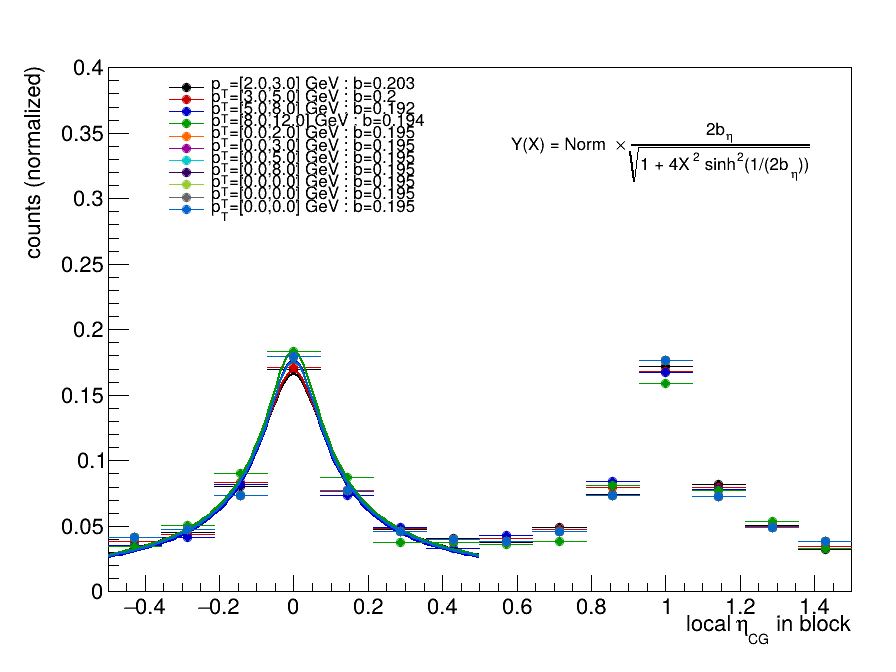 0.4
0.35
0.3
0.25
0.2
0.15
0.1
0.05
0
counts (normalized)
p_T=[2.0,3.0] GeV : b=0.203
p_T=[3.0,5.0] GeV : b=0.2
p_T=[5.0,8.0] GeV : b=0.192
p_T=[8.0,12.0] GeV : b=0.194
p_T=[0.0,2.0] GeV : b=0.195
p_T=[0.0,3.0] GeV : b=0.195
p_T=[0.0,5.0] GeV : b=0.195
p_T=[0.0,8.0] GeV : b=0.195
p_T=[0.0,0.0] GeV : b=0.195
p_T=[0.0,0.0] GeV : b=0.195
p_T=[0.0,0.0] GeV : b=0.195
Y(X) = Norm × 2b_η / √(1 + 4X² sinh²(1/(2b_η)))
−0.4 −0.2 0 0.2 0.4 0.6 0.8 1 1.2 1.4
local η_CG in block